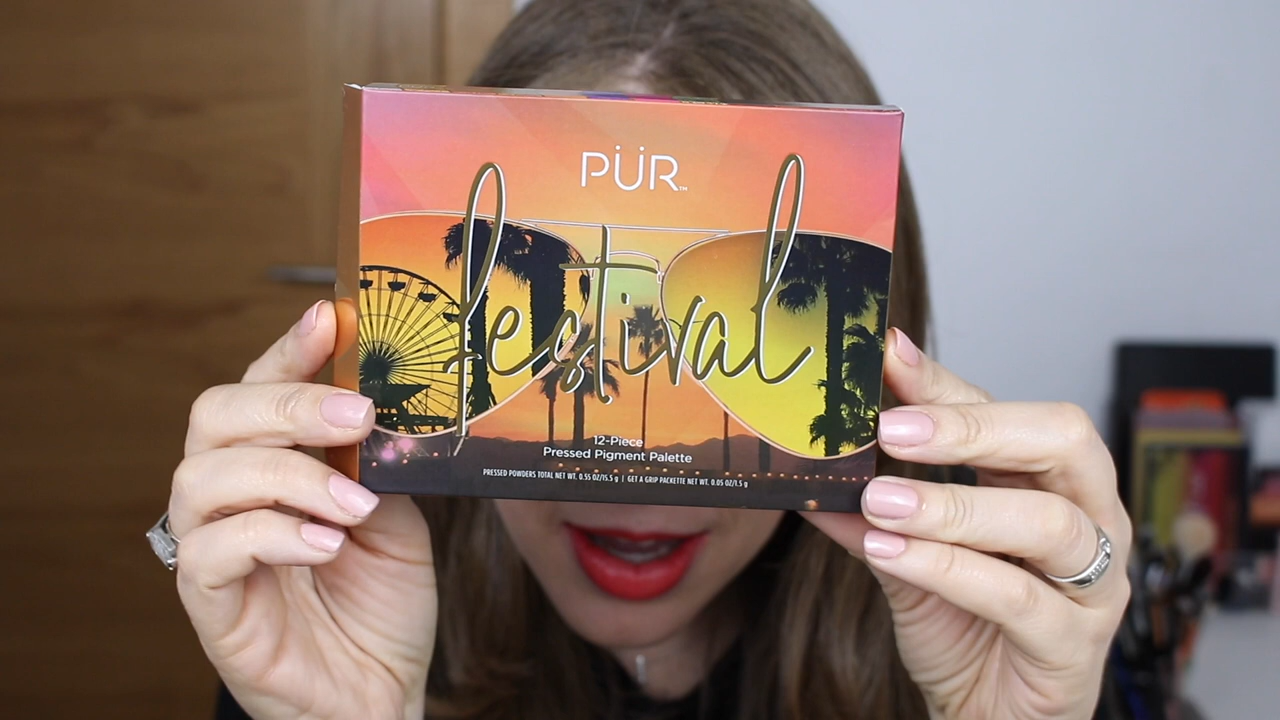 PÜR™
festival
12-Piece
Pressed Pigment Palette
PRESSED POWDERS TOTAL NET WT. 0.55 OZ/15.5 g | GET A GRIP PACKETTE NET WT. 0.05 OZ/1.5 g